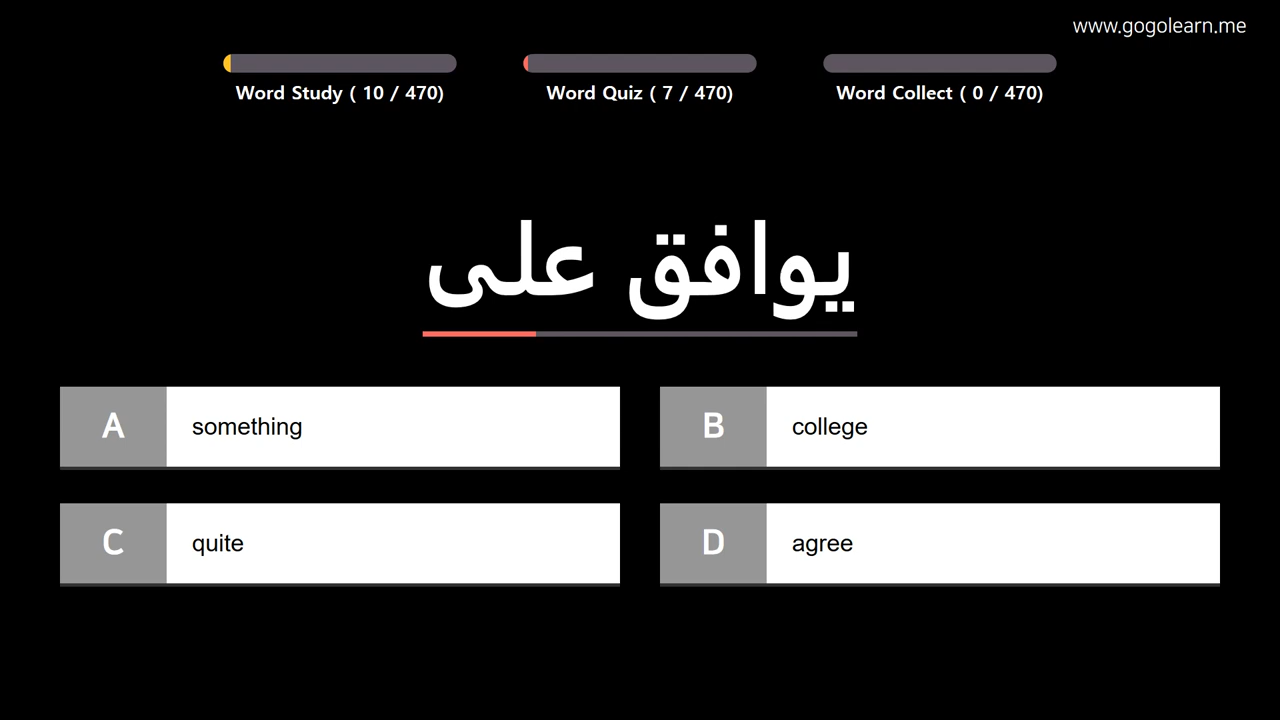 www.gogolearn.me
Word Study ( 10 / 470)
Word Quiz ( 7 / 470)
Word Collect ( 0 / 470)
يوافق على
A something
B college
C quite
D agree